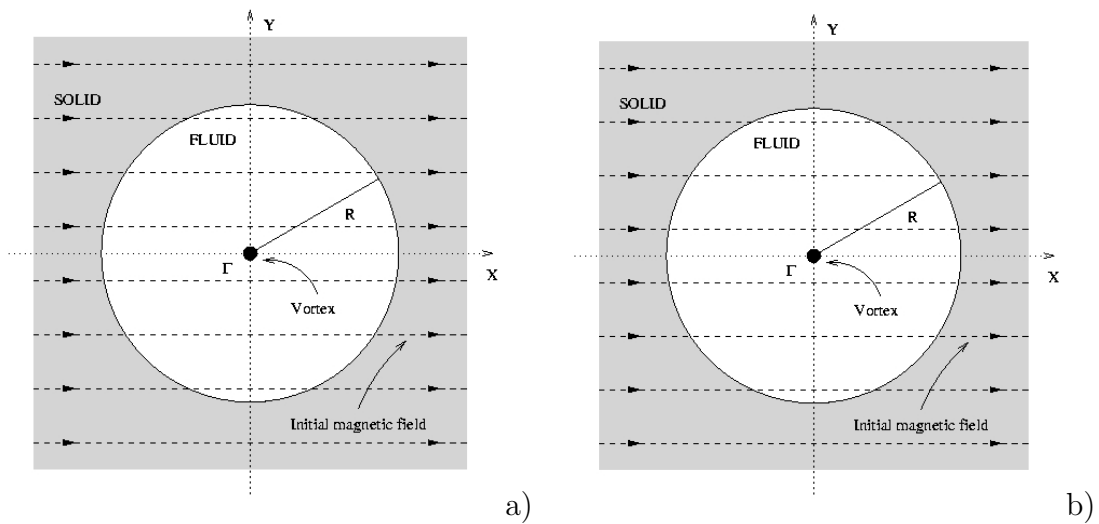 Y
SOLID
FLUID
R
Γ
X
Vortex
Initial magnetic field
a)
Y
SOLID
FLUID
R
Γ
X
Vortex
Initial magnetic field
b)